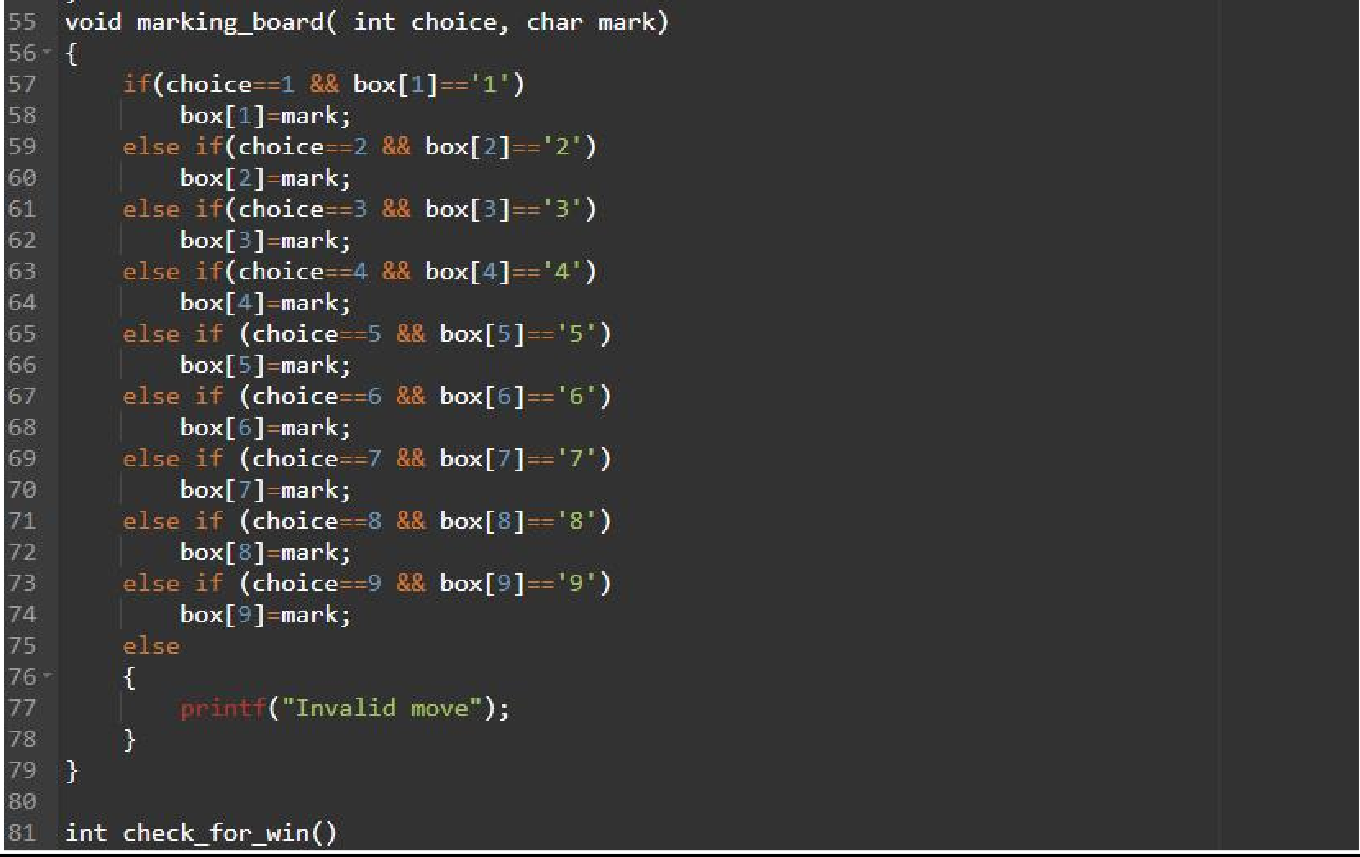 55 void marking_board( int choice, char mark)
56 {
57 if(choice==1 && box[1]=='1')
58 box[1]=mark;
59 else if(choice==2 && box[2]=='2')
60 box[2]=mark;
61 else if(choice==3 && box[3]=='3')
62 box[3]=mark;
63 else if(choice==4 && box[4]=='4')
64 box[4]=mark;
65 else if (choice==5 && box[5]=='5')
66 box[5]=mark;
67 else if (choice==6 && box[6]=='6')
68 box[6]=mark;
69 else if (choice==7 && box[7]=='7')
70 box[7]=mark;
71 else if (choice==8 && box[8]=='8')
72 box[8]=mark;
73 else if (choice==9 && box[9]=='9')
74 box[9]=mark;
75 else
76 {
77 printf("Invalid move");
78 }
79 }
80
81 int check_for_win()